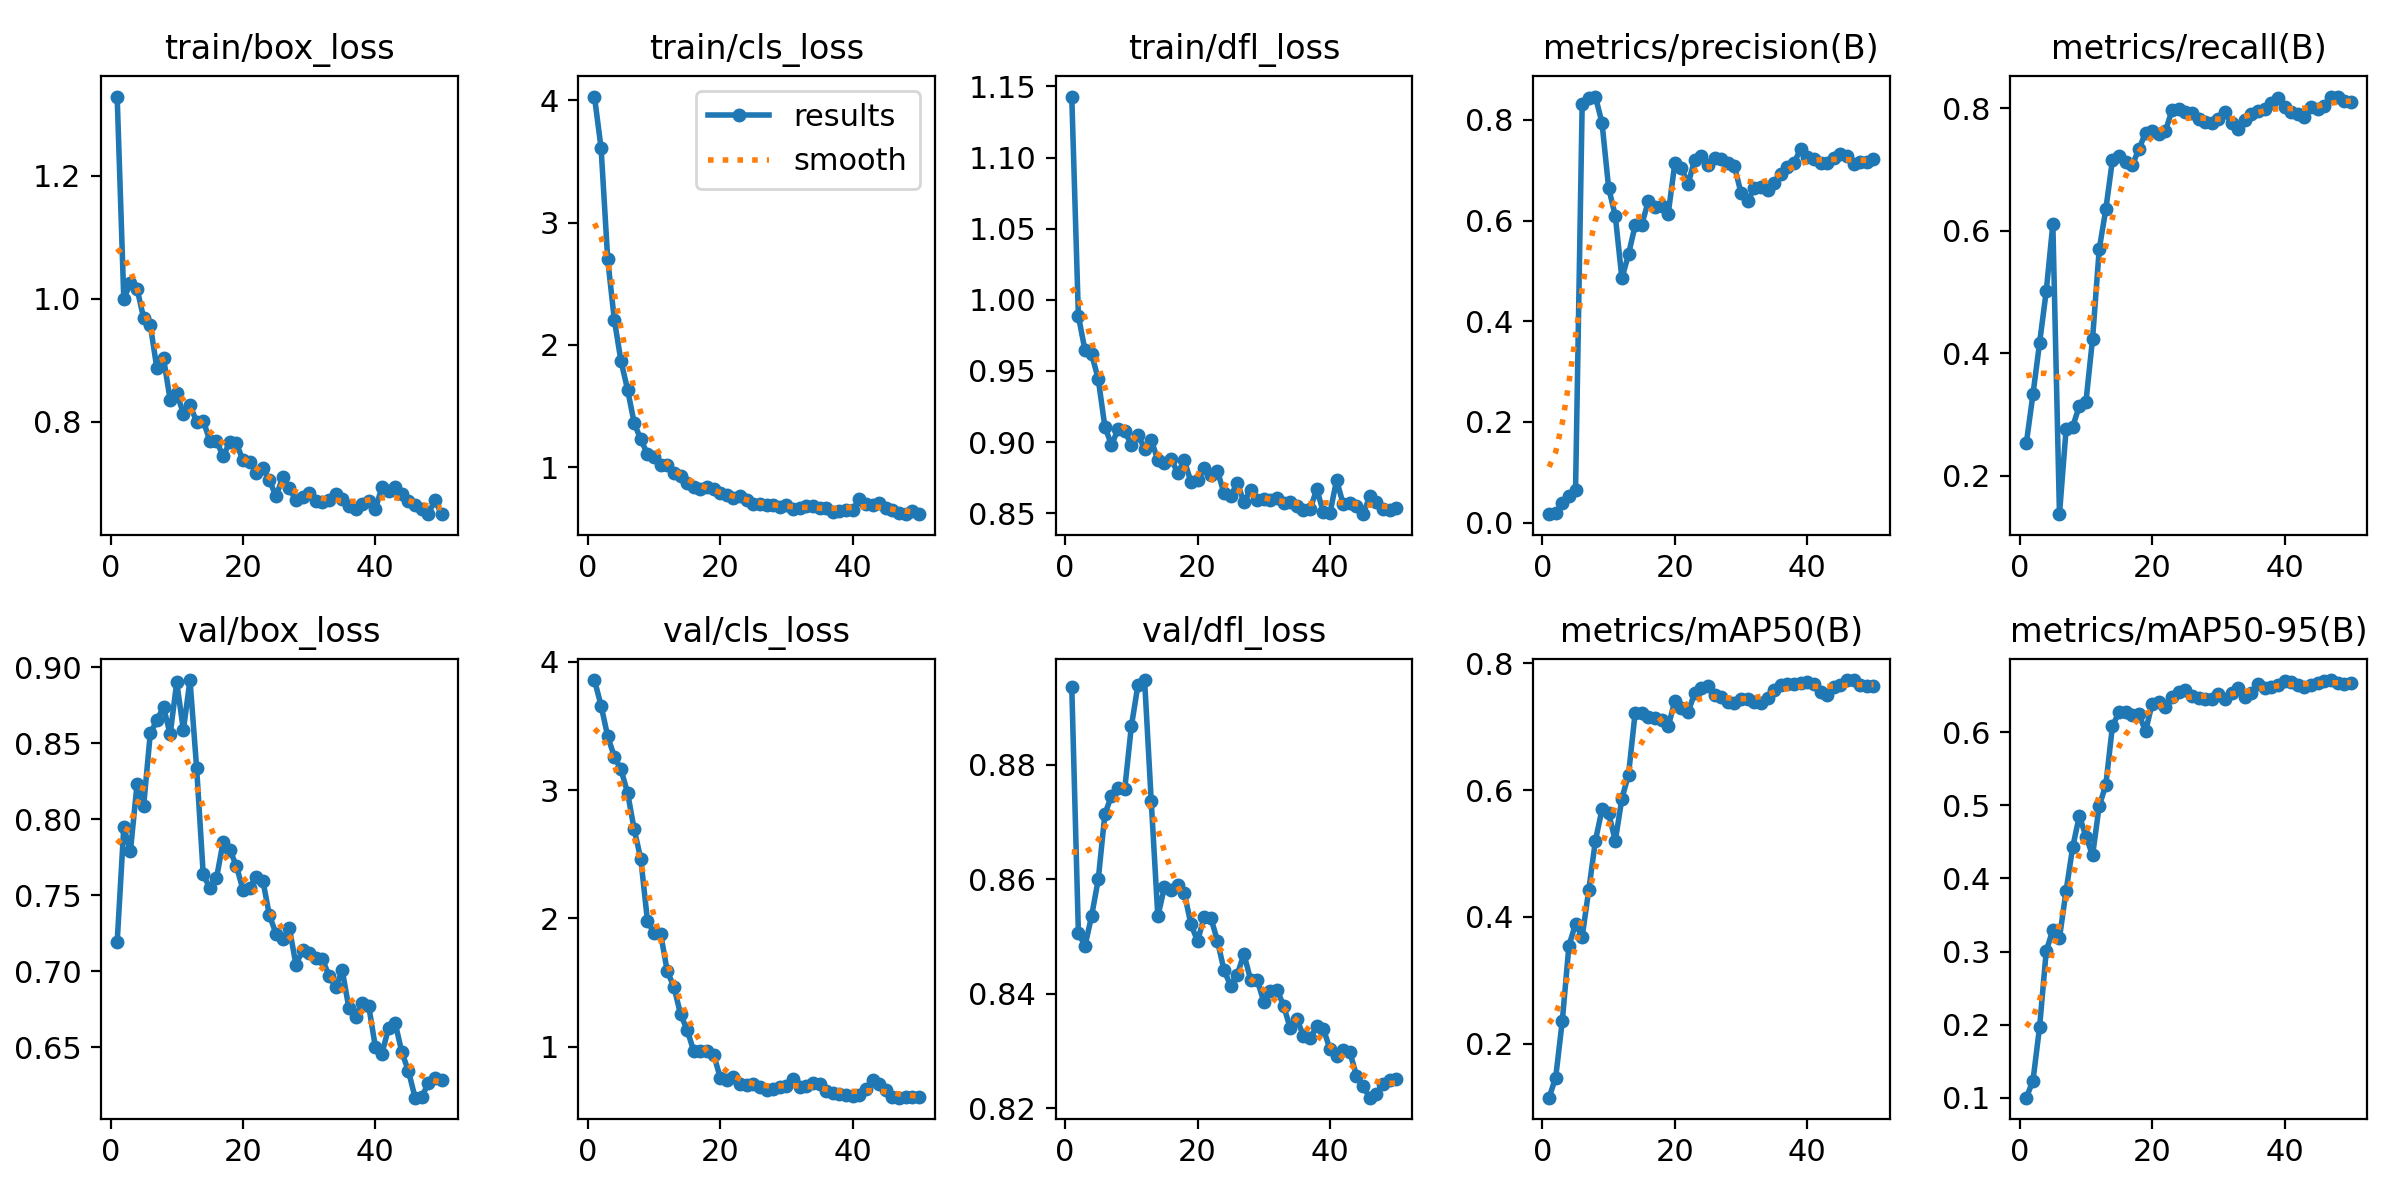 train/box_loss
1.2
1.0
0.8
0 20 40
train/cls_loss
4
3
2
1
0 20 40
results
smooth
train/dfl_loss
1.15
1.10
1.05
1.00
0.95
0.90
0.85
0 20 40
metrics/precision(B)
0.8
0.6
0.4
0.2
0.0
0 20 40
metrics/recall(B)
0.8
0.6
0.4
0.2
0 20 40
val/box_loss
0.90
0.85
0.80
0.75
0.70
0.65
0 20 40
val/cls_loss
4
3
2
1
0 20 40
val/dfl_loss
0.88
0.86
0.84
0.82
0 20 40
metrics/mAP50(B)
0.8
0.6
0.4
0.2
0 20 40
metrics/mAP50-95(B)
0.6
0.5
0.4
0.3
0.2
0.1
0 20 40